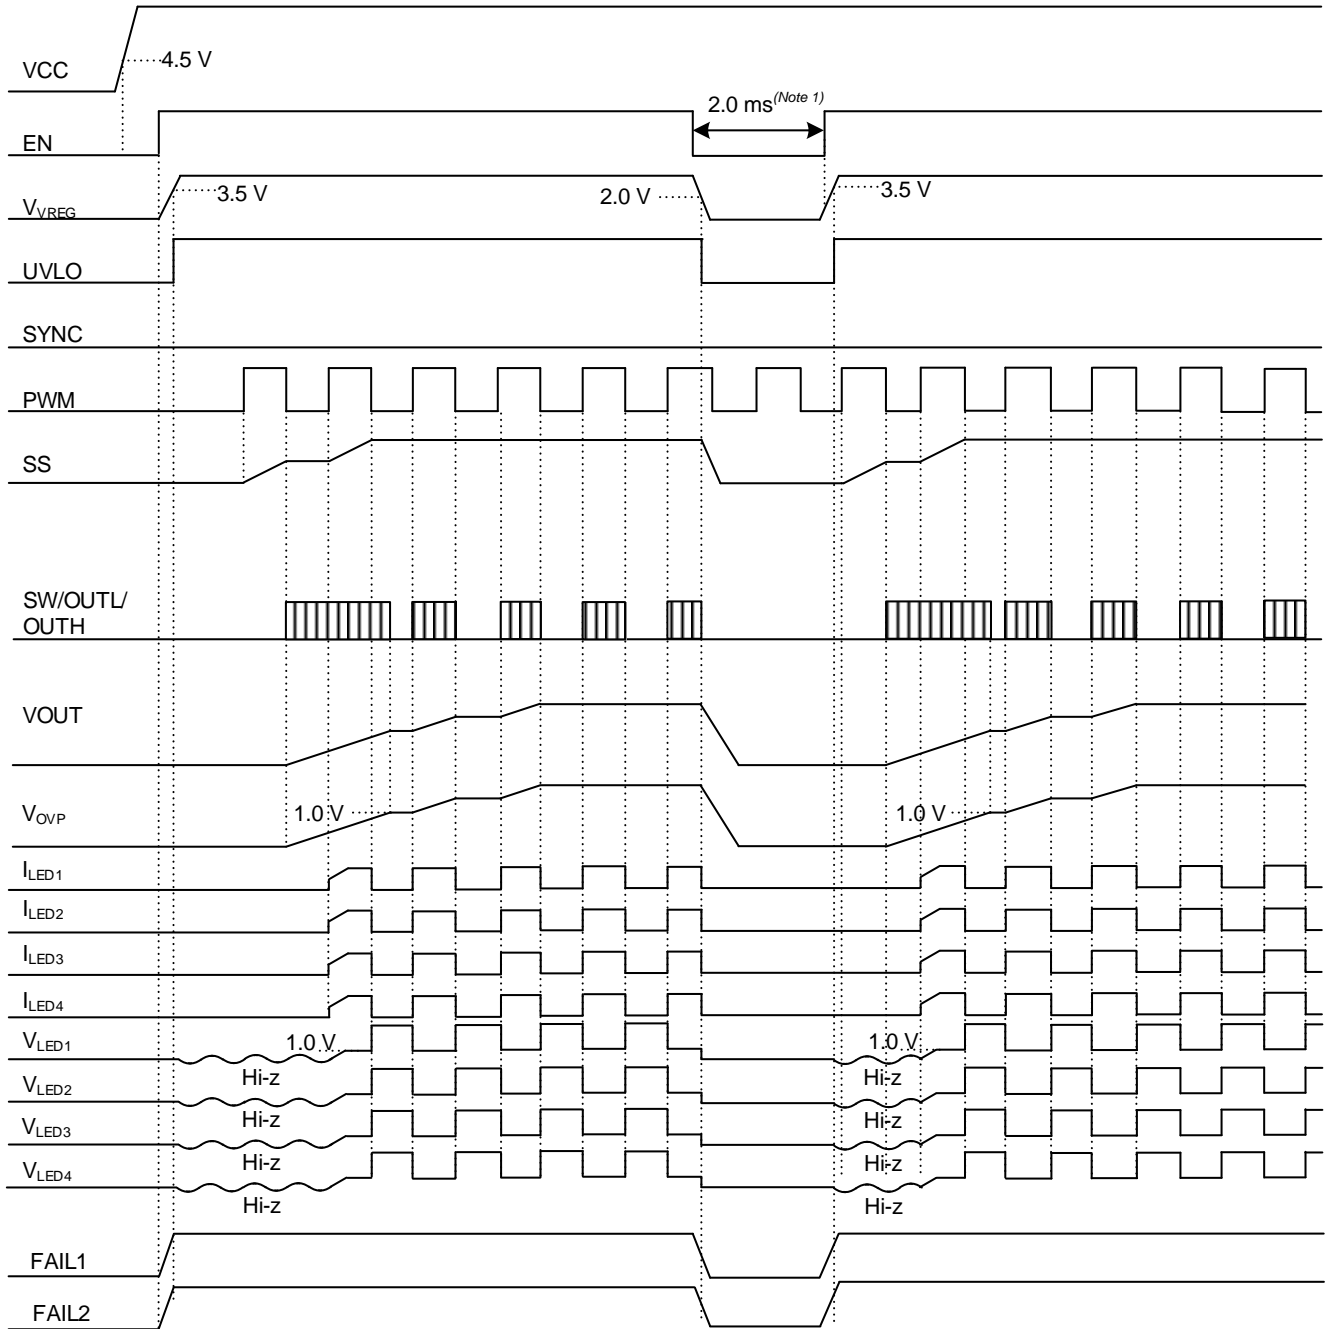 VCC
4.5 V
EN
2.0 ms(Note 1)
VVREG
3.5 V
2.0 V
3.5 V
UVLO
SYNC
PWM
SS
SW/OUTL/
OUTH
VOUT
VOVP
1.0 V
1.0 V
ILED1
ILED2
ILED3
ILED4
VLED1
1.0 V
1.0 V
Hi-z
Hi-z
VLED2
Hi-z
Hi-z
VLED3
Hi-z
Hi-z
VLED4
Hi-z
Hi-z
FAIL1
FAIL2